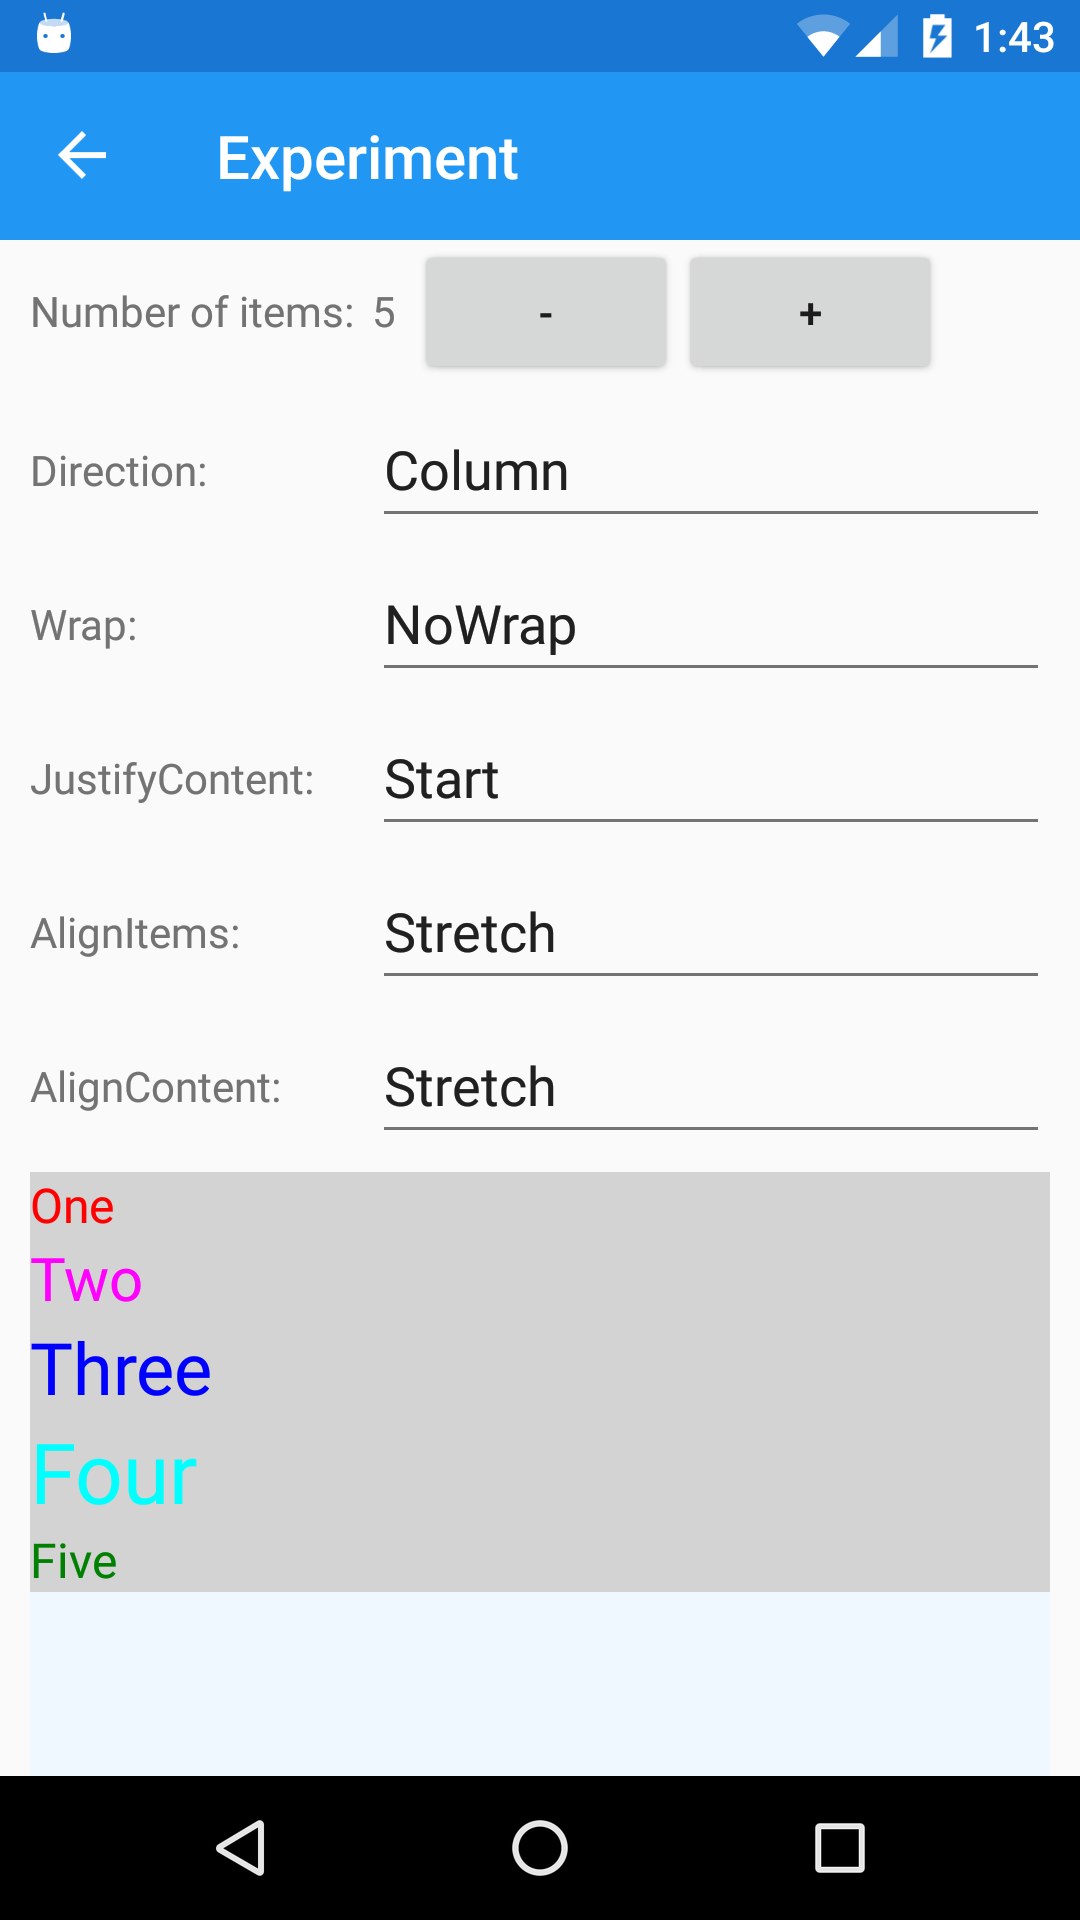 1:43
Experiment
Number of items: 5 - +
Direction: Column
Wrap: NoWrap
JustifyContent: Start
AlignItems: Stretch
AlignContent: Stretch
One
Two
Three
Four
Five